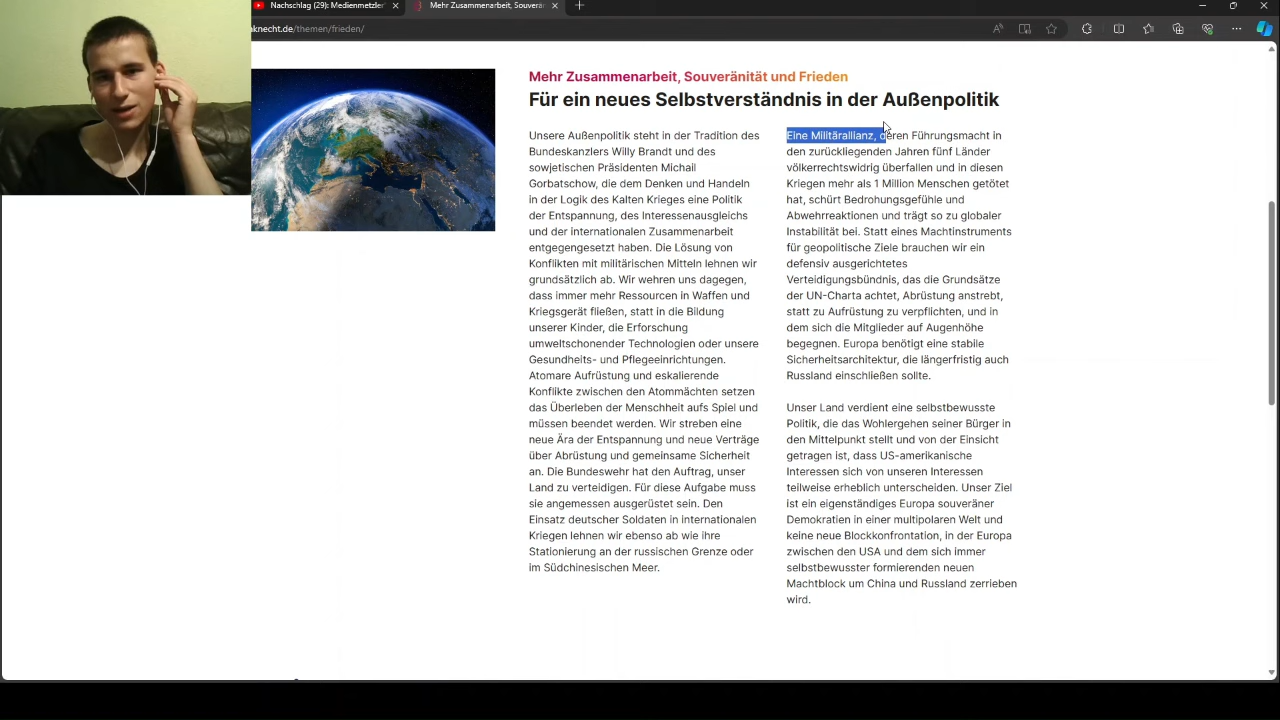 Nachschlag (29): Medienmetzler
Mehr Zusammenarbeit, Souverän
knecht.de/themen/frieden/
Mehr Zusammenarbeit, Souveränität und Frieden
Für ein neues Selbstverständnis in der Außenpolitik
Unsere Außenpolitik steht in der Tradition des
Bundeskanzlers Willy Brandt und des
sowjetischen Präsidenten Michail
Gorbatschow, die dem Denken und Handeln
in der Logik des Kalten Krieges eine Politik
der Entspannung, des Interessenausgleichs
und der internationalen Zusammenarbeit
entgegengesetzt haben. Die Lösung von
Konflikten mit militärischen Mitteln lehnen wir
grundsätzlich ab. Wir wehren uns dagegen,
dass immer mehr Ressourcen in Waffen und
Kriegsgerät fließen, statt in die Bildung
unserer Kinder, die Erforschung
umweltschonender Technologien oder unsere
Gesundheits- und Pflegeeinrichtungen.
Atomare Aufrüstung und eskalierende
Konflikte zwischen den Atommächten setzen
das Überleben der Menschheit aufs Spiel und
müssen beendet werden. Wir streben eine
neue Ära der Entspannung und neue Verträge
über Abrüstung und gemeinsame Sicherheit
an. Die Bundeswehr hat den Auftrag, unser
Land zu verteidigen. Für diese Aufgabe muss
sie angemessen ausgerüstet sein. Den
Einsatz deutscher Soldaten in internationalen
Kriegen lehnen wir ebenso ab wie ihre
Stationierung an der russischen Grenze oder
im Südchinesischen Meer.
Eine Militärallianz, deren Führungsmacht in
den zurückliegenden Jahren fünf Länder
völkerrechtswidrig überfallen und in diesen
Kriegen mehr als 1 Million Menschen getötet
hat, schürt Bedrohungsgefühle und
Abwehrreaktionen und trägt so zu globaler
Instabilität bei. Statt eines Machtinstruments
für geopolitische Ziele brauchen wir ein
defensiv ausgerichtetes
Verteidigungsbündnis, das die Grundsätze
der UN-Charta achtet, Abrüstung anstrebt,
statt zu Aufrüstung zu verpflichten, und in
dem sich die Mitglieder auf Augenhöhe
begegnen. Europa benötigt eine stabile
Sicherheitsarchitektur, die längerfristig auch
Russland einschließen sollte.
Unser Land verdient eine selbstbewusste
Politik, die das Wohlergehen seiner Bürger in
den Mittelpunkt stellt und von der Einsicht
getragen ist, dass US-amerikanische
Interessen sich von unseren Interessen
teilweise erheblich unterscheiden. Unser Ziel
ist ein eigenständiges Europa souveräner
Demokratien in einer multipolaren Welt und
keine neue Blockkonfrontation, in der Europa
zwischen den USA und dem sich immer
selbstbewusster formierenden neuen
Machtblock um China und Russland zerrieben
wird.